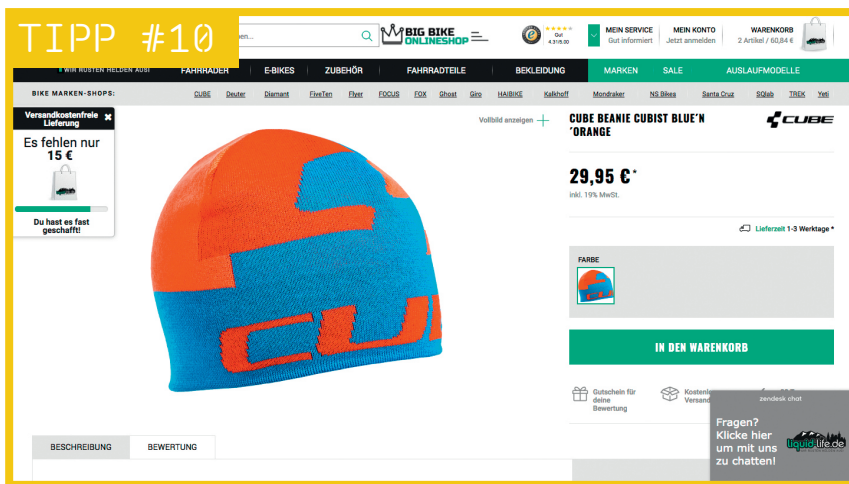 TIPP #10
en...
BIG BIKE
ONLINESHOP
Gut
4.31/5.00
MEIN SERVICE
Gut informiert
MEIN KONTO
Jetzt anmelden
WARENKORB
2 Artikel / 60,84 €
WIR RÜSTEN HELDEN AUS!
FAHRRÄDER
E-BIKES
ZUBEHÖR
FAHRRADTEILE
BEKLEIDUNG
MARKEN
SALE
AUSLAUFMODELLE
BIKE MARKEN-SHOPS:
CUBE
Deuter
Diamant
FiveTen
Flyer
FOCUS
FOX
Ghost
Giro
HAIBIKE
Kalkhoff
Mondraker
NS Bikes
Santa Cruz
SQlab
TREK
Yeti
Versandkostenfreie
Lieferung
Es fehlen nur
15 €
Du hast es fast
geschafft!
Vollbild anzeigen
CUBE BEANIE CUBIST BLUE´N
´ORANGE
CUBE
29,95 €*
inkl. 19% MwSt.
Lieferzeit 1-3 Werktage *
FARBE
IN DEN WARENKORB
Gutschein für
deine
Bewertung
zendesk chat
Fragen?
Klicke hier
um mit uns
zu chatten!
liquid-life.de
BESCHREIBUNG
BEWERTUNG